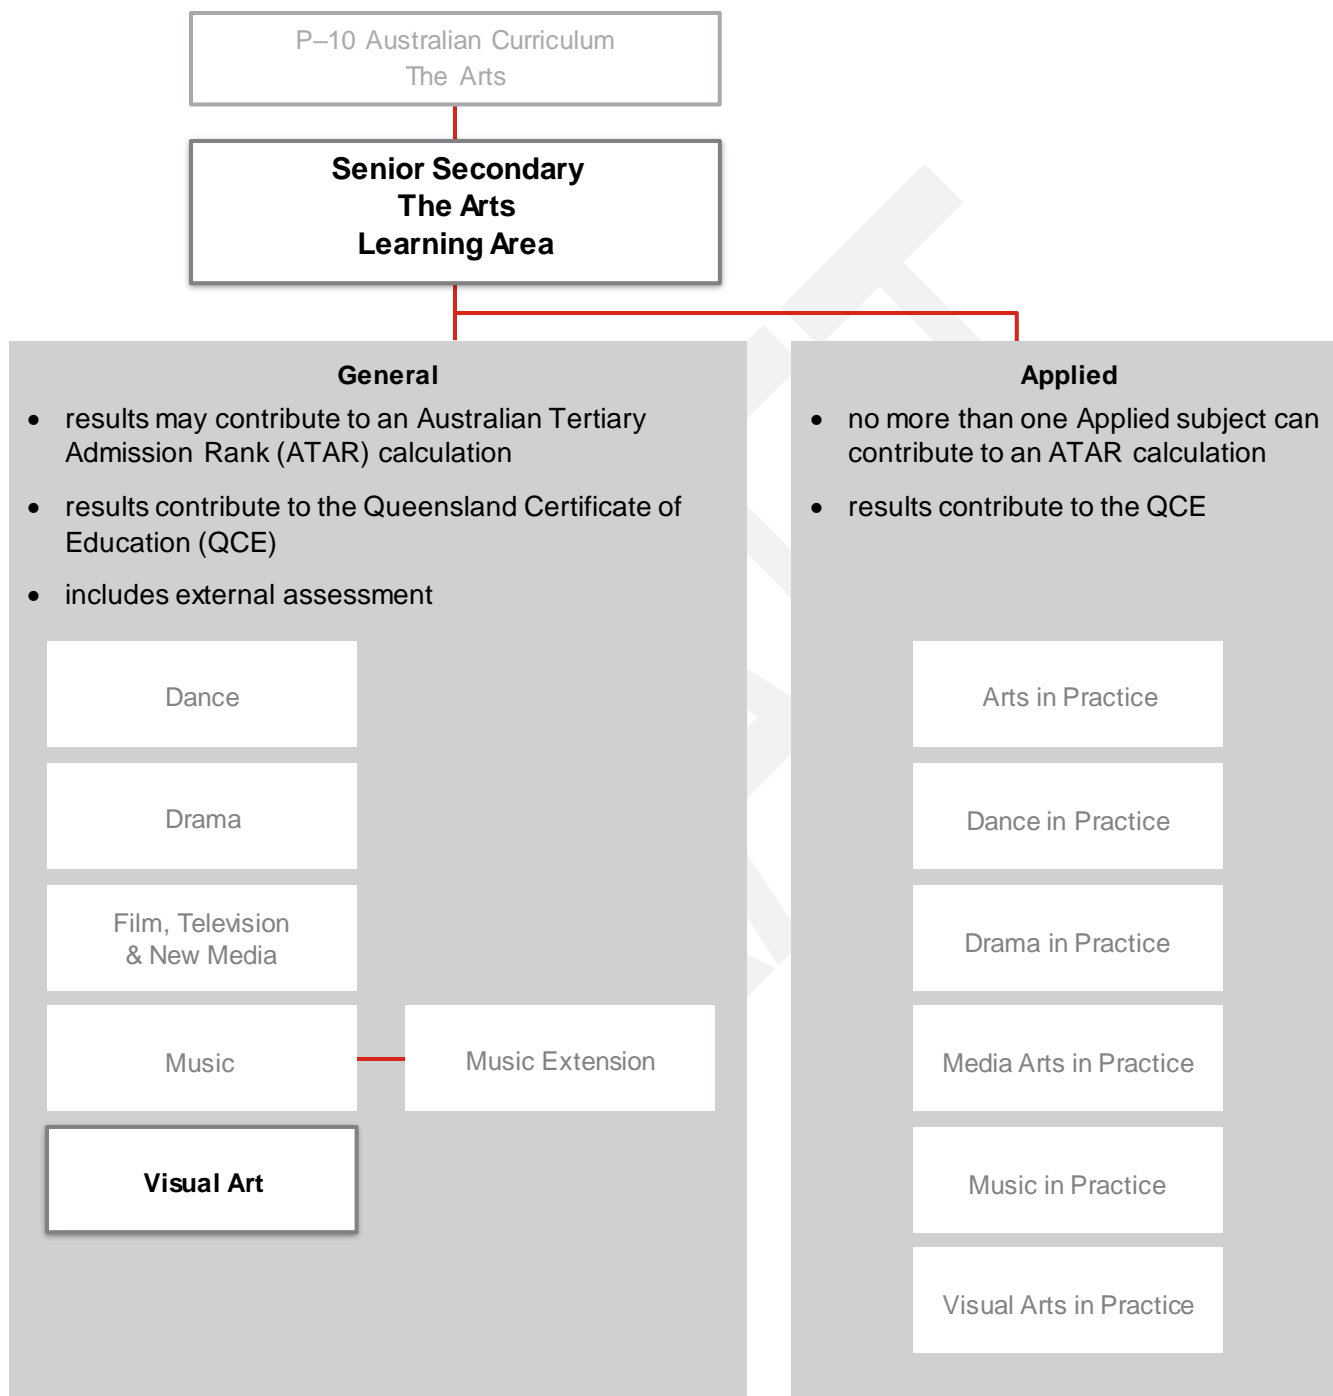 P–10 Australian Curriculum
The Arts
Senior Secondary
The Arts
Learning Area
General
• results may contribute to an Australian Tertiary
Admission Rank (ATAR) calculation
• results contribute to the Queensland Certificate of
Education (QCE)
• includes external assessment
Dance
Drama
Film, Television
& New Media
Music
Music Extension
Visual Art
Applied
• no more than one Applied subject can
contribute to an ATAR calculation
• results contribute to the QCE
Arts in Practice
Dance in Practice
Drama in Practice
Media Arts in Practice
Music in Practice
Visual Arts in Practice